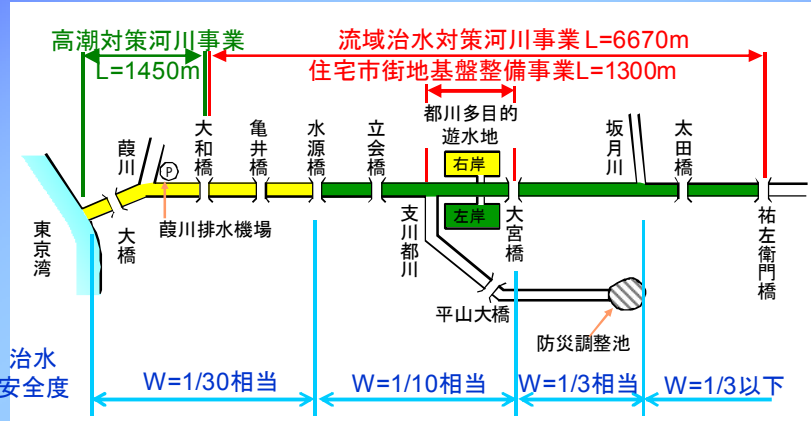 高潮対策河川事業
L=1450m
流域治水対策河川事業L=6670m
住宅市街地基盤整備事業L=1300m
都川多目的
遊水地
葭川
P
大和橋
亀井橋
水源橋
立会橋
右岸
左岸
坂月川
太田橋
東京湾
大橋
葭川排水機場
支川都川
大宮橋
祐左衛門橋
平山大橋
防災調整池
治水
安全度
W=1/30相当
W=1/10相当
W=1/3相当
W=1/3以下